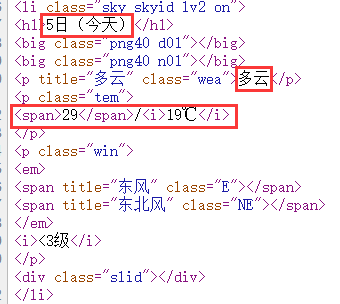 <li class="sky skyid lv2 on">
<h1>5日（今天）</h1>
<big class="png40 d01"></big>
<big class="png40 n01"></big>
<p title="多云" class="wea">多云</p>
<p class="tem">
<span>29</span>/<i>19℃</i>
</p>
<p class="win">
<em>
<span title="东风" class="E"></span>
<span title="东北风" class="NE"></span>
</em>
<i><3级</i>
</p>
<div class="slid"></div>
</li>